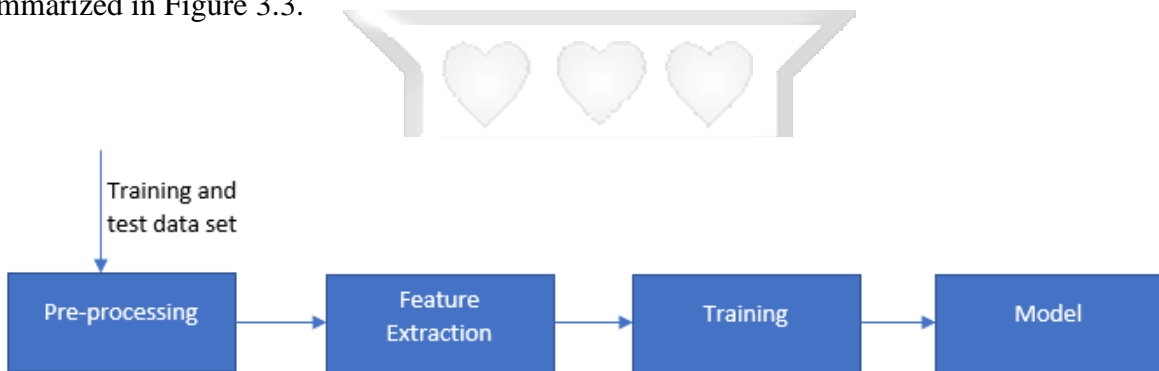 mmarized in Figure 3.3.
Training and
test data set
Pre-processing
Feature
Extraction
Training
Model